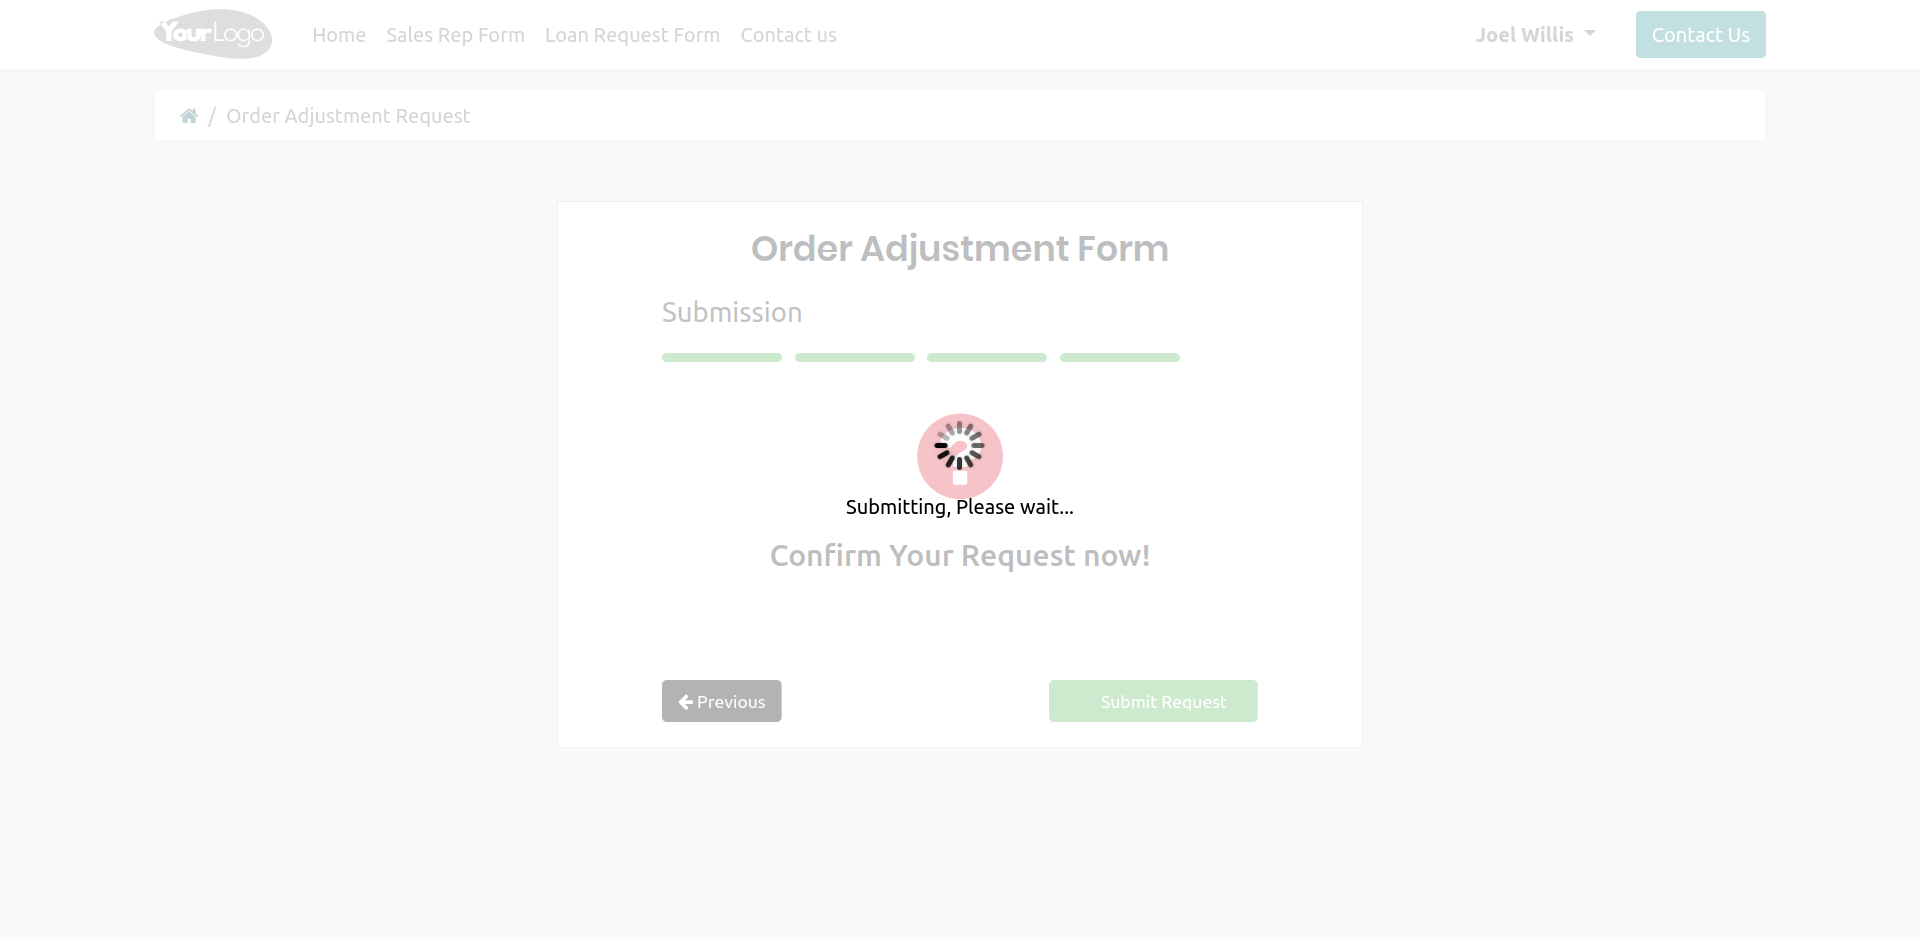 YourLogo
Home Sales Rep Form Loan Request Form Contact us Joel Willis Contact Us
/ Order Adjustment Request
Order Adjustment Form
Submission
?
Submitting, Please wait...
Confirm Your Request now!
Previous Submit Request